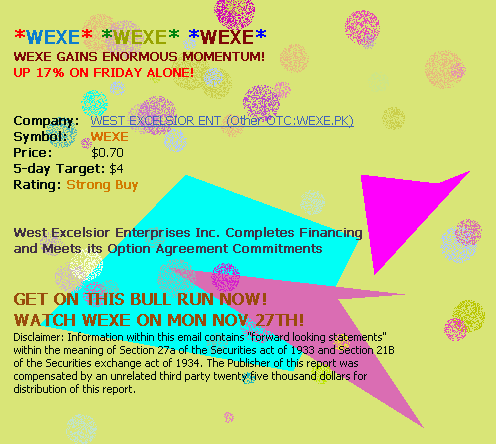 *WEXE* *WEXE* *WEXE*
WEXE GAINS ENORMOUS MOMENTUM!
UP 17% ON FRIDAY ALONE!
Company: WEST EXCELSIOR ENT (Other OTC:WEXE.PK)
Symbol: WEXE
Price: $0.70
5-day Target: $4
Rating: Strong Buy
West Excelsior Enterprises Inc. Completes Financing
and Meets its Option Agreement Commitments
GET ON THIS BULL RUN NOW!
WATCH WEXE ON MON NOV 27TH!
Disclaimer: Information within this email contains "forward looking statements"
within the meaning of Section 27a of the Securities act of 1933 and Section 21B
of the Securities exchange act of 1934. The Publisher of this report was
compensated by an unrelated third party twenty five thousand dollars for
distribution of this report.